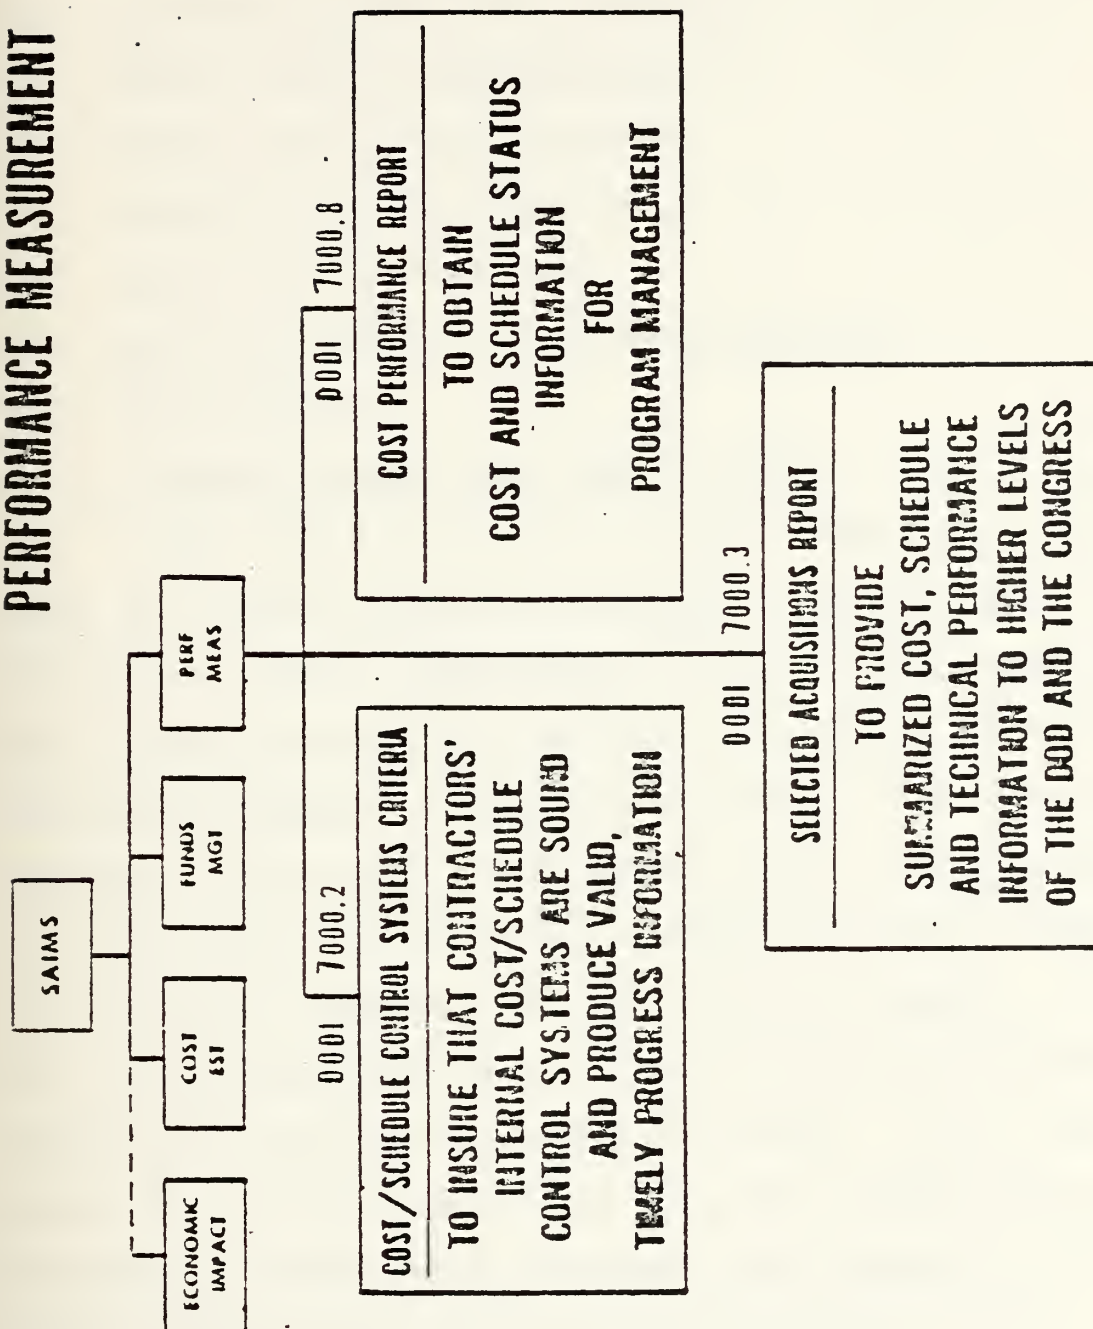 PERFORMANCE MEASUREMENT
SAIMS
ECONOMIC
IMPACT
COST
EST
FUNDS
MGT
PERF
MEAS
DODI 7000.2
COST/SCHEDULE CONTROL SYSTEMS CRITERIA
TO INSURE THAT CONTRACTORS'
INTERNAL COST/SCHEDULE
CONTROL SYSTEMS ARE SOUND
AND PRODUCE VALID,
TIMELY PROGRESS INFORMATION
DODI 7000.8
COST PERFORMANCE REPORT
TO OBTAIN
COST AND SCHEDULE STATUS
INFORMATION
FOR
PROGRAM MANAGEMENT
DODI 7000.3
SELECTED ACQUISITIONS REPORT
TO PROVIDE
SUMMARIZED COST, SCHEDULE
AND TECHNICAL PERFORMANCE
INFORMATION TO HIGHER LEVELS
OF THE DOD AND THE CONGRESS